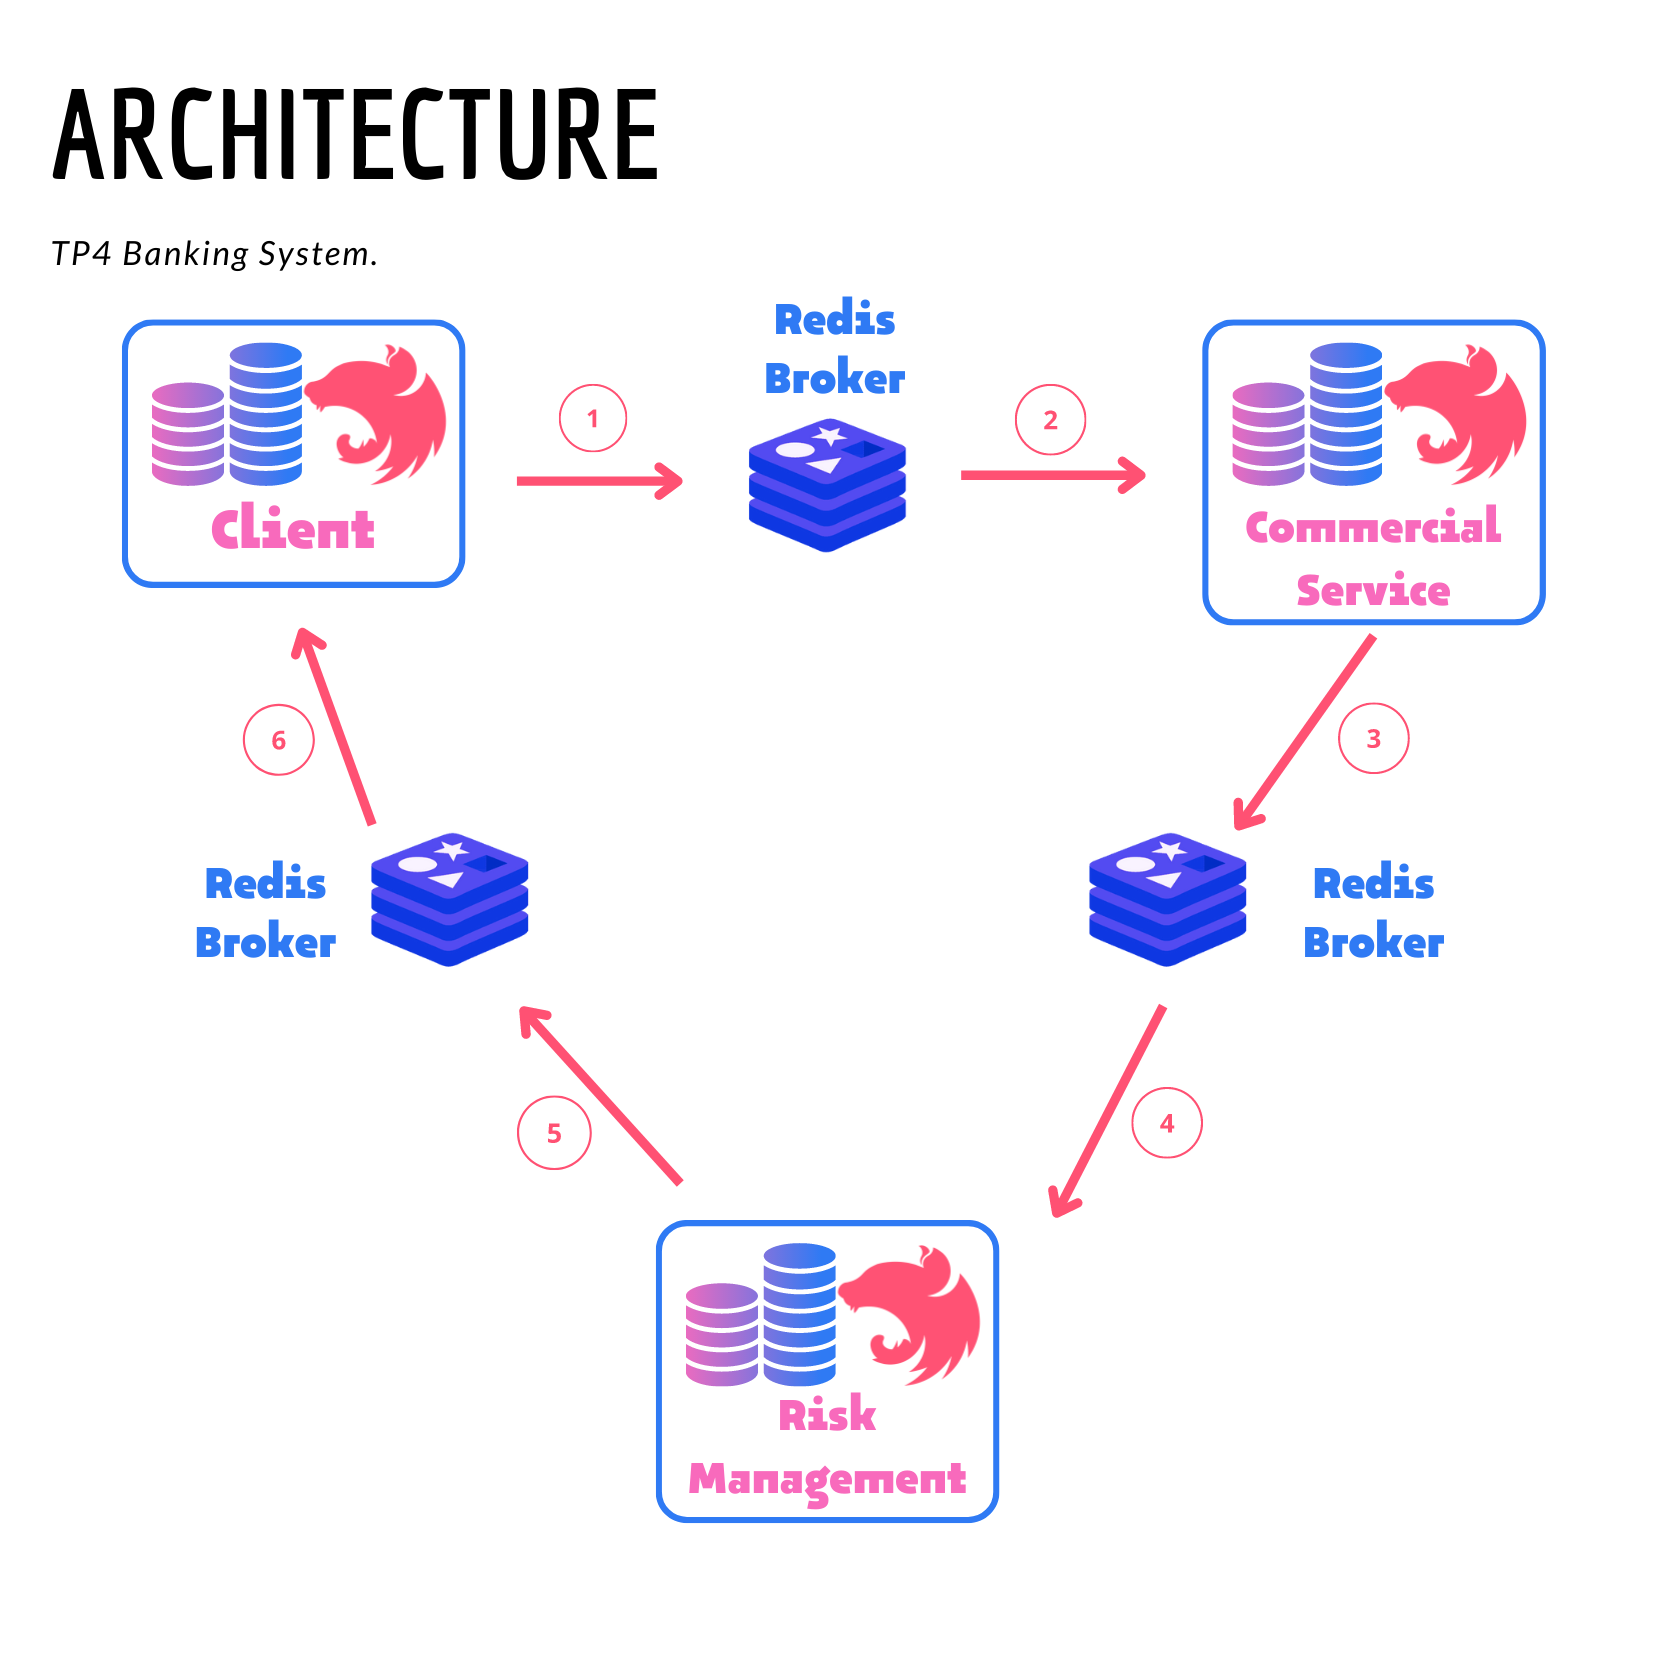 ARCHITECTURE
TP4 Banking System.
Redis
Broker
1
2
Client
Commercial
Service
3
6
Redis
Broker
Redis
Broker
4
5
Risk
Management